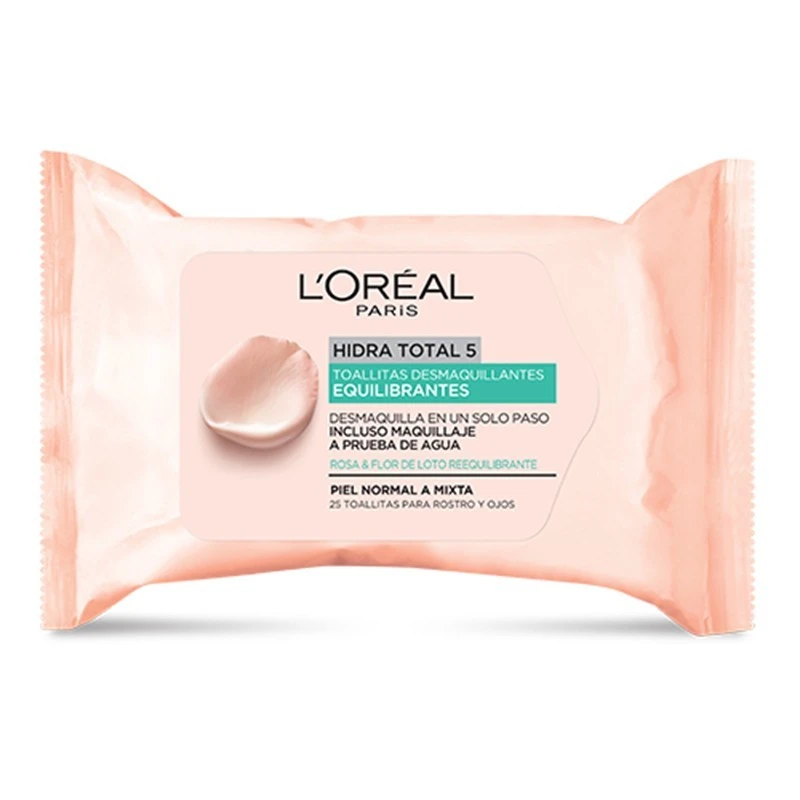 L'ORÉAL
PARIS
HIDRA TOTAL 5
TOALLITAS DESMAQUILLANTES
EQUILIBRANTES
DESMAQUILLA EN UN SOLO PASO
INCLUSO MAQUILLAJE
A PRUEBA DE AGUA
ROSA & FLOR DE LOTO REEQUILIBRANTE
PIEL NORMAL A MIXTA
25 TOALLITAS PARA ROSTRO Y OJOS